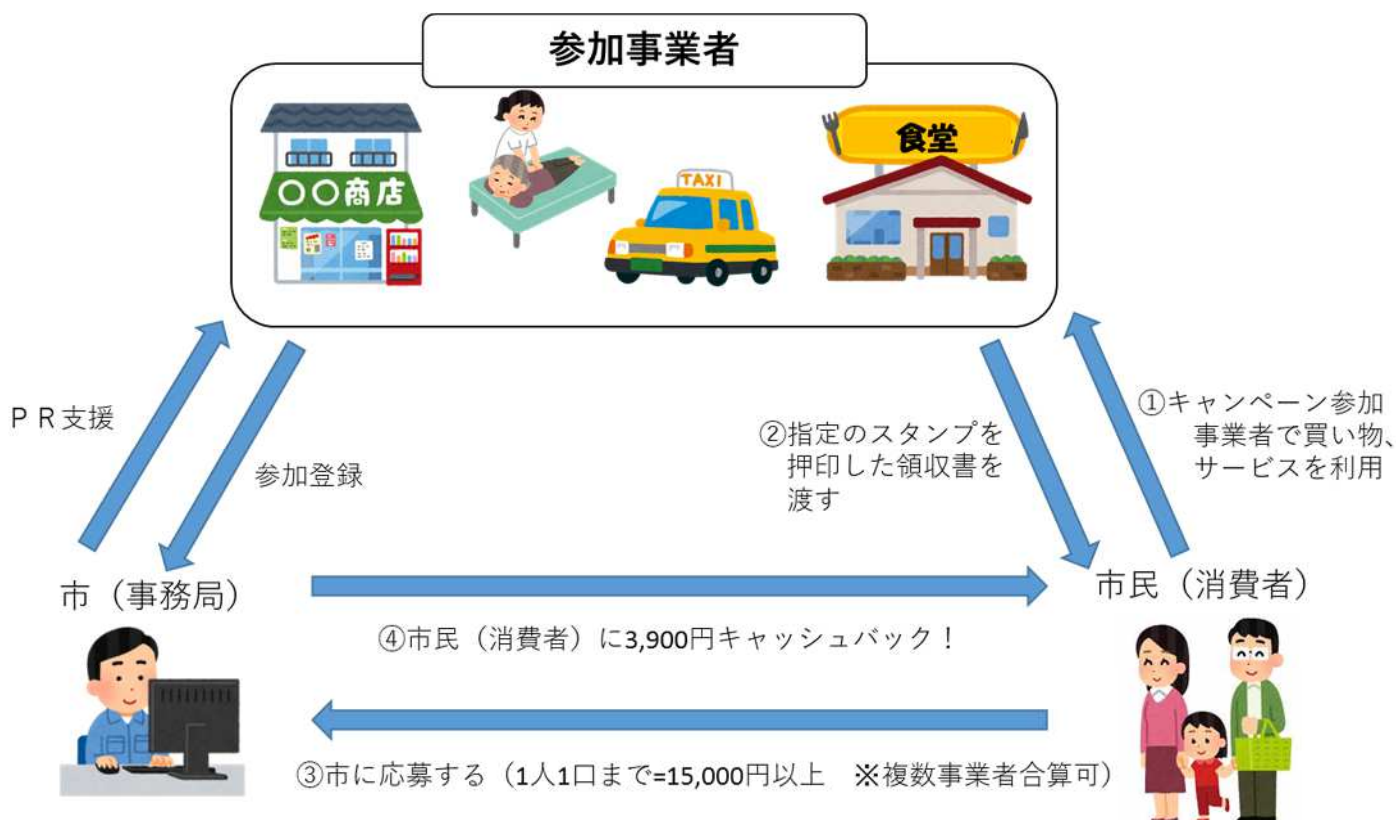 参加事業者
〇〇商店
TAXI
食堂
ＰＲ支援
参加登録
②指定のスタンプを
押印した領収書を
渡す
①キャンペーン参加
事業者で買い物、
サービスを利用
市（事務局）
市民（消費者）
④市民（消費者）に3,900円キャッシュバック！
③市に応募する（1人1口まで=15,000円以上　※複数事業者合算可）